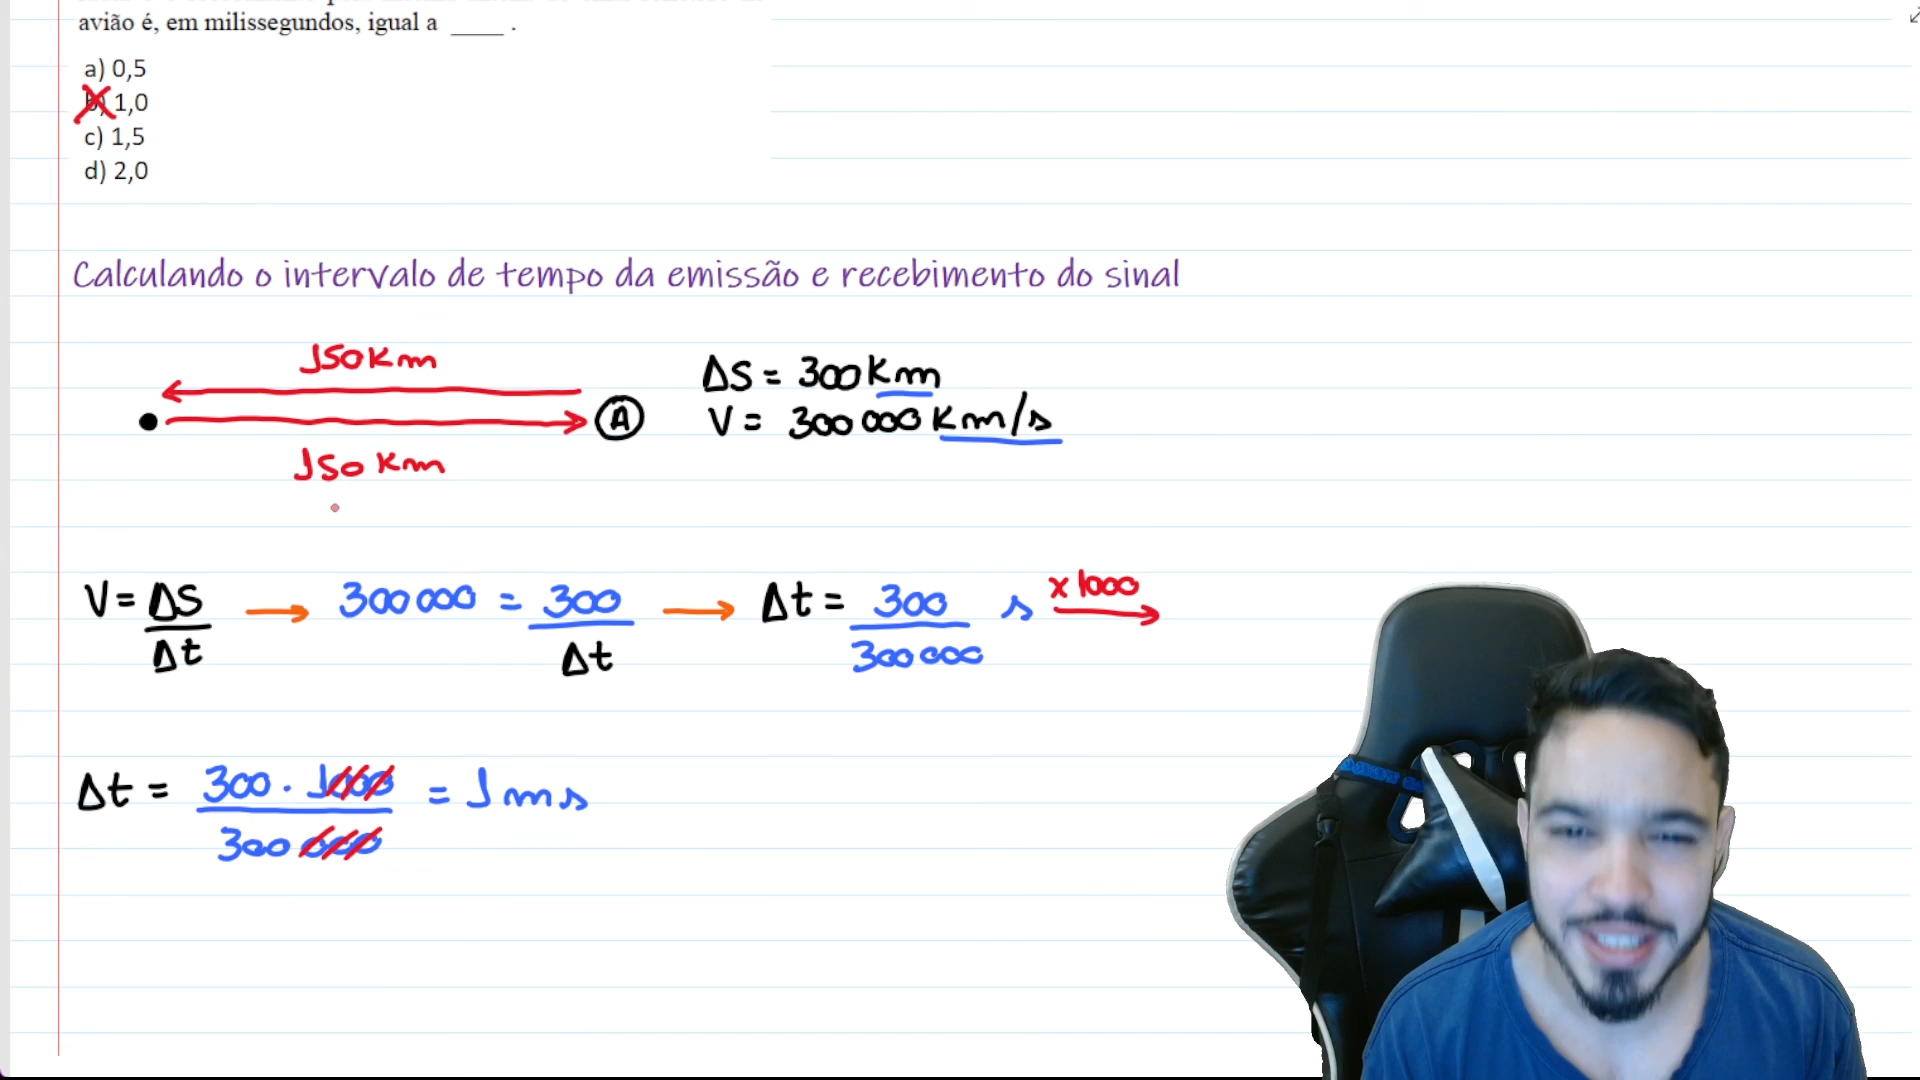 avião é, em milissegundos, igual a ____ .
a) 0,5
b) 1,0
c) 1,5
d) 2,0
Calculando o intervalo de tempo da emissão e recebimento do sinal
150 Km
A
150 Km
ΔS = 300 Km
V = 300 000 Km/s
V = ΔS/Δt → 300 000 = 300/Δt → Δt = 300/300 000 s x 1000
Δt = 300 · 1000/300 000 = 1 ms